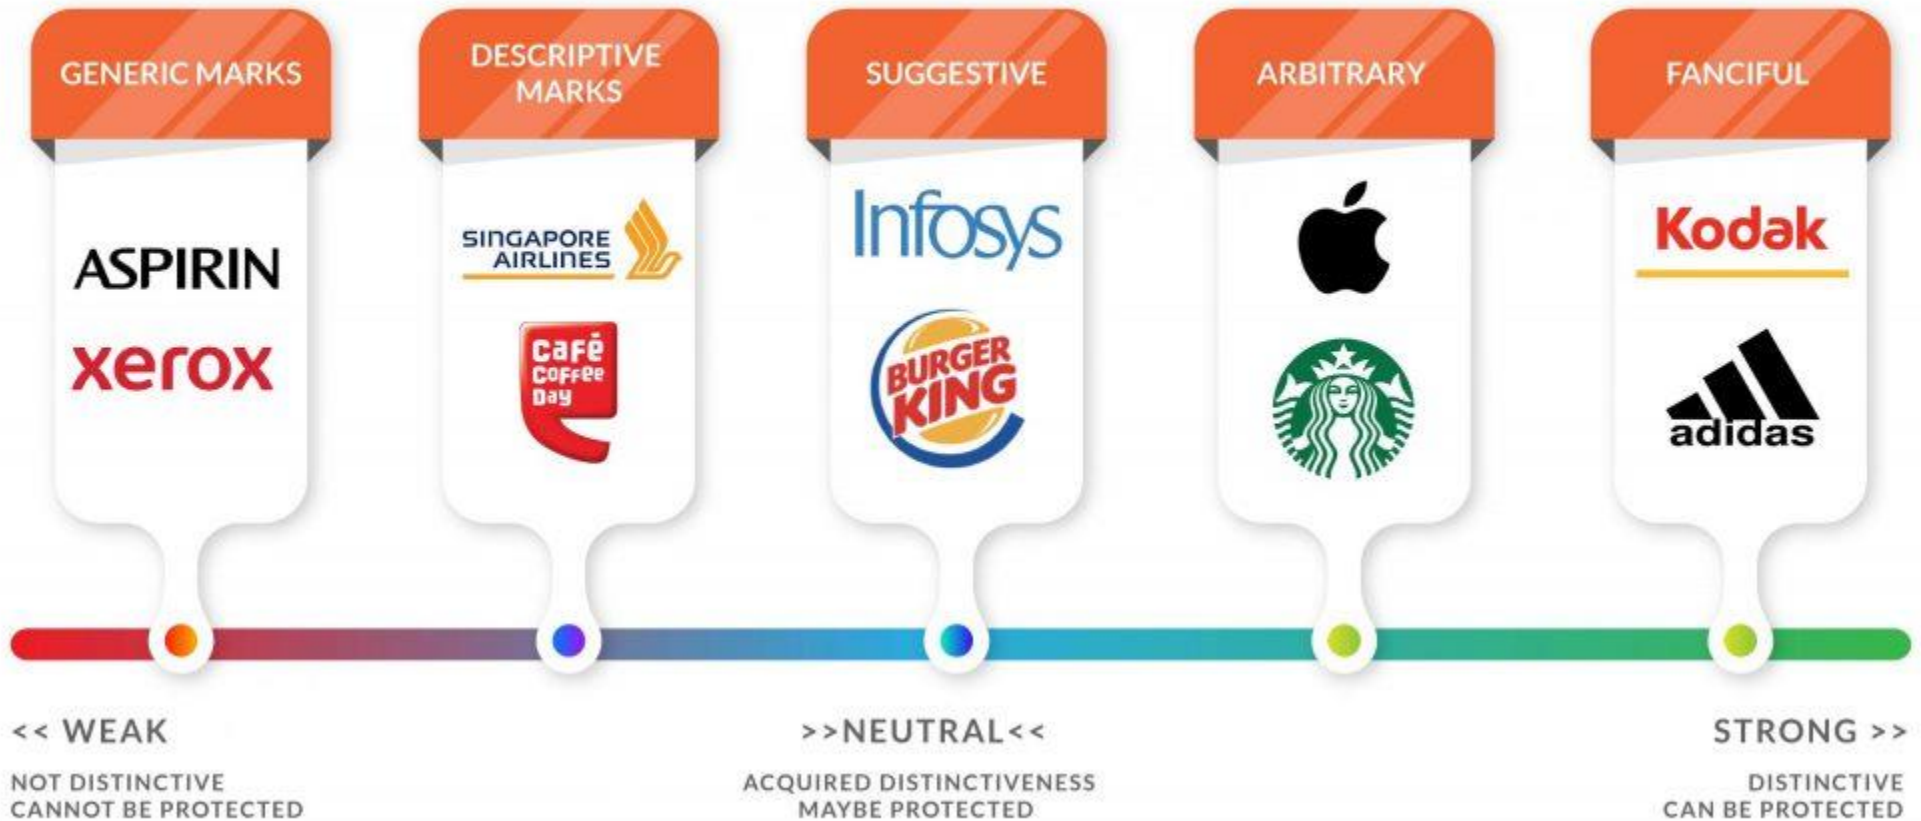 GENERIC MARKS
DESCRIPTIVE
MARKS
SUGGESTIVE
ARBITRARY
FANCIFUL
ASPIRIN
xerox
SINGAPORE
AIRLINES
Café
Coffee
Day
Infosys
BURGER
KING
Kodak
adidas
<< WEAK
NOT DISTINCTIVE
CANNOT BE PROTECTED
>>NEUTRAL<<
ACQUIRED DISTINCTIVENESS
MAYBE PROTECTED
STRONG >>
DISTINCTIVE
CAN BE PROTECTED